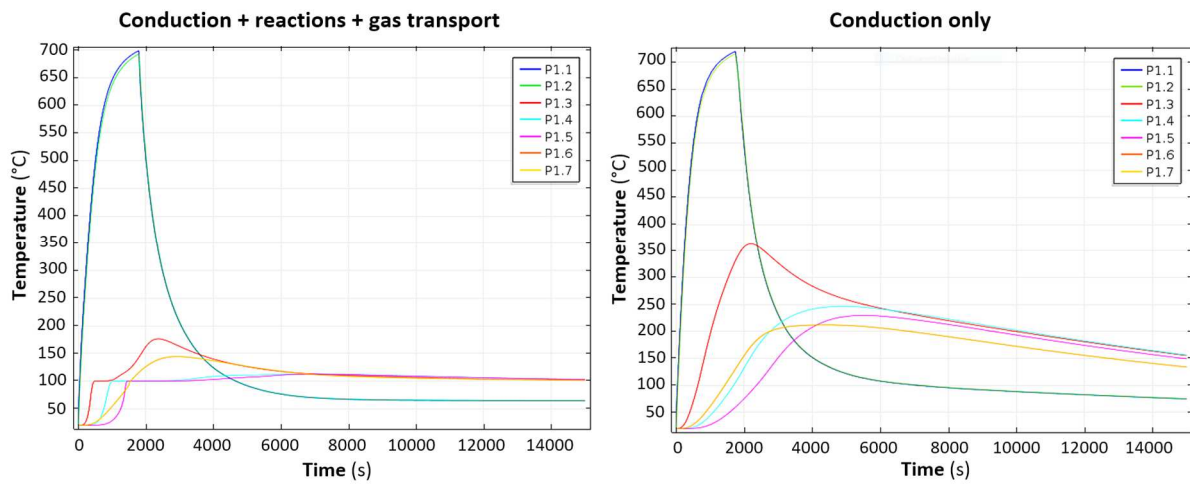 Conduction + reactions + gas transport
700
650
600
550
500
450
400
350
300
250
200
150
100
50
Temperature (°C)
P1.1
P1.2
P1.3
P1.4
P1.5
P1.6
P1.7
0 2000 4000 6000 8000 10000 12000 14000
Time (s)
Conduction only
700
650
600
550
500
450
400
350
300
250
200
150
100
50
Temperature (°C)
P1.1
P1.2
P1.3
P1.4
P1.5
P1.6
P1.7
0 2000 4000 6000 8000 10000 12000 14000
Time (s)